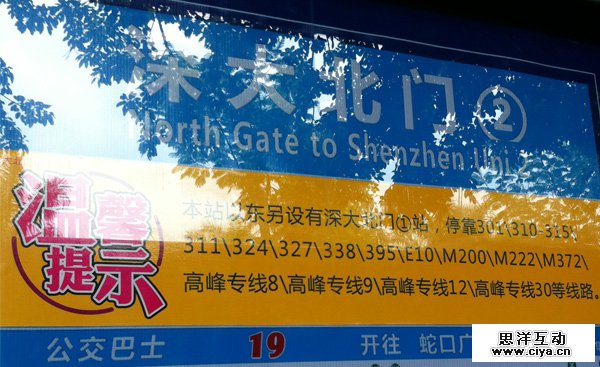 深大北门②
North Gate to Shenzhen Uni 2
温馨
提示
本站以东另设有深大北门①站，停靠301\310-315\
311\324\327\338\395\E10\M200\M222\M372\
高峰专线8\高峰专线9\高峰专线12\高峰专线30等线路。
公交巴士 19 开往 蛇口广
思洋互动
www.ciya.cn